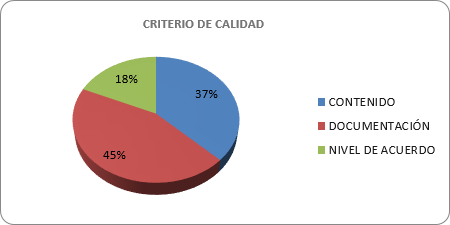 CRITERIO DE CALIDAD
18%
37%
45%
CONTENIDO
DOCUMENTACIÓN
NIVEL DE ACUERDO